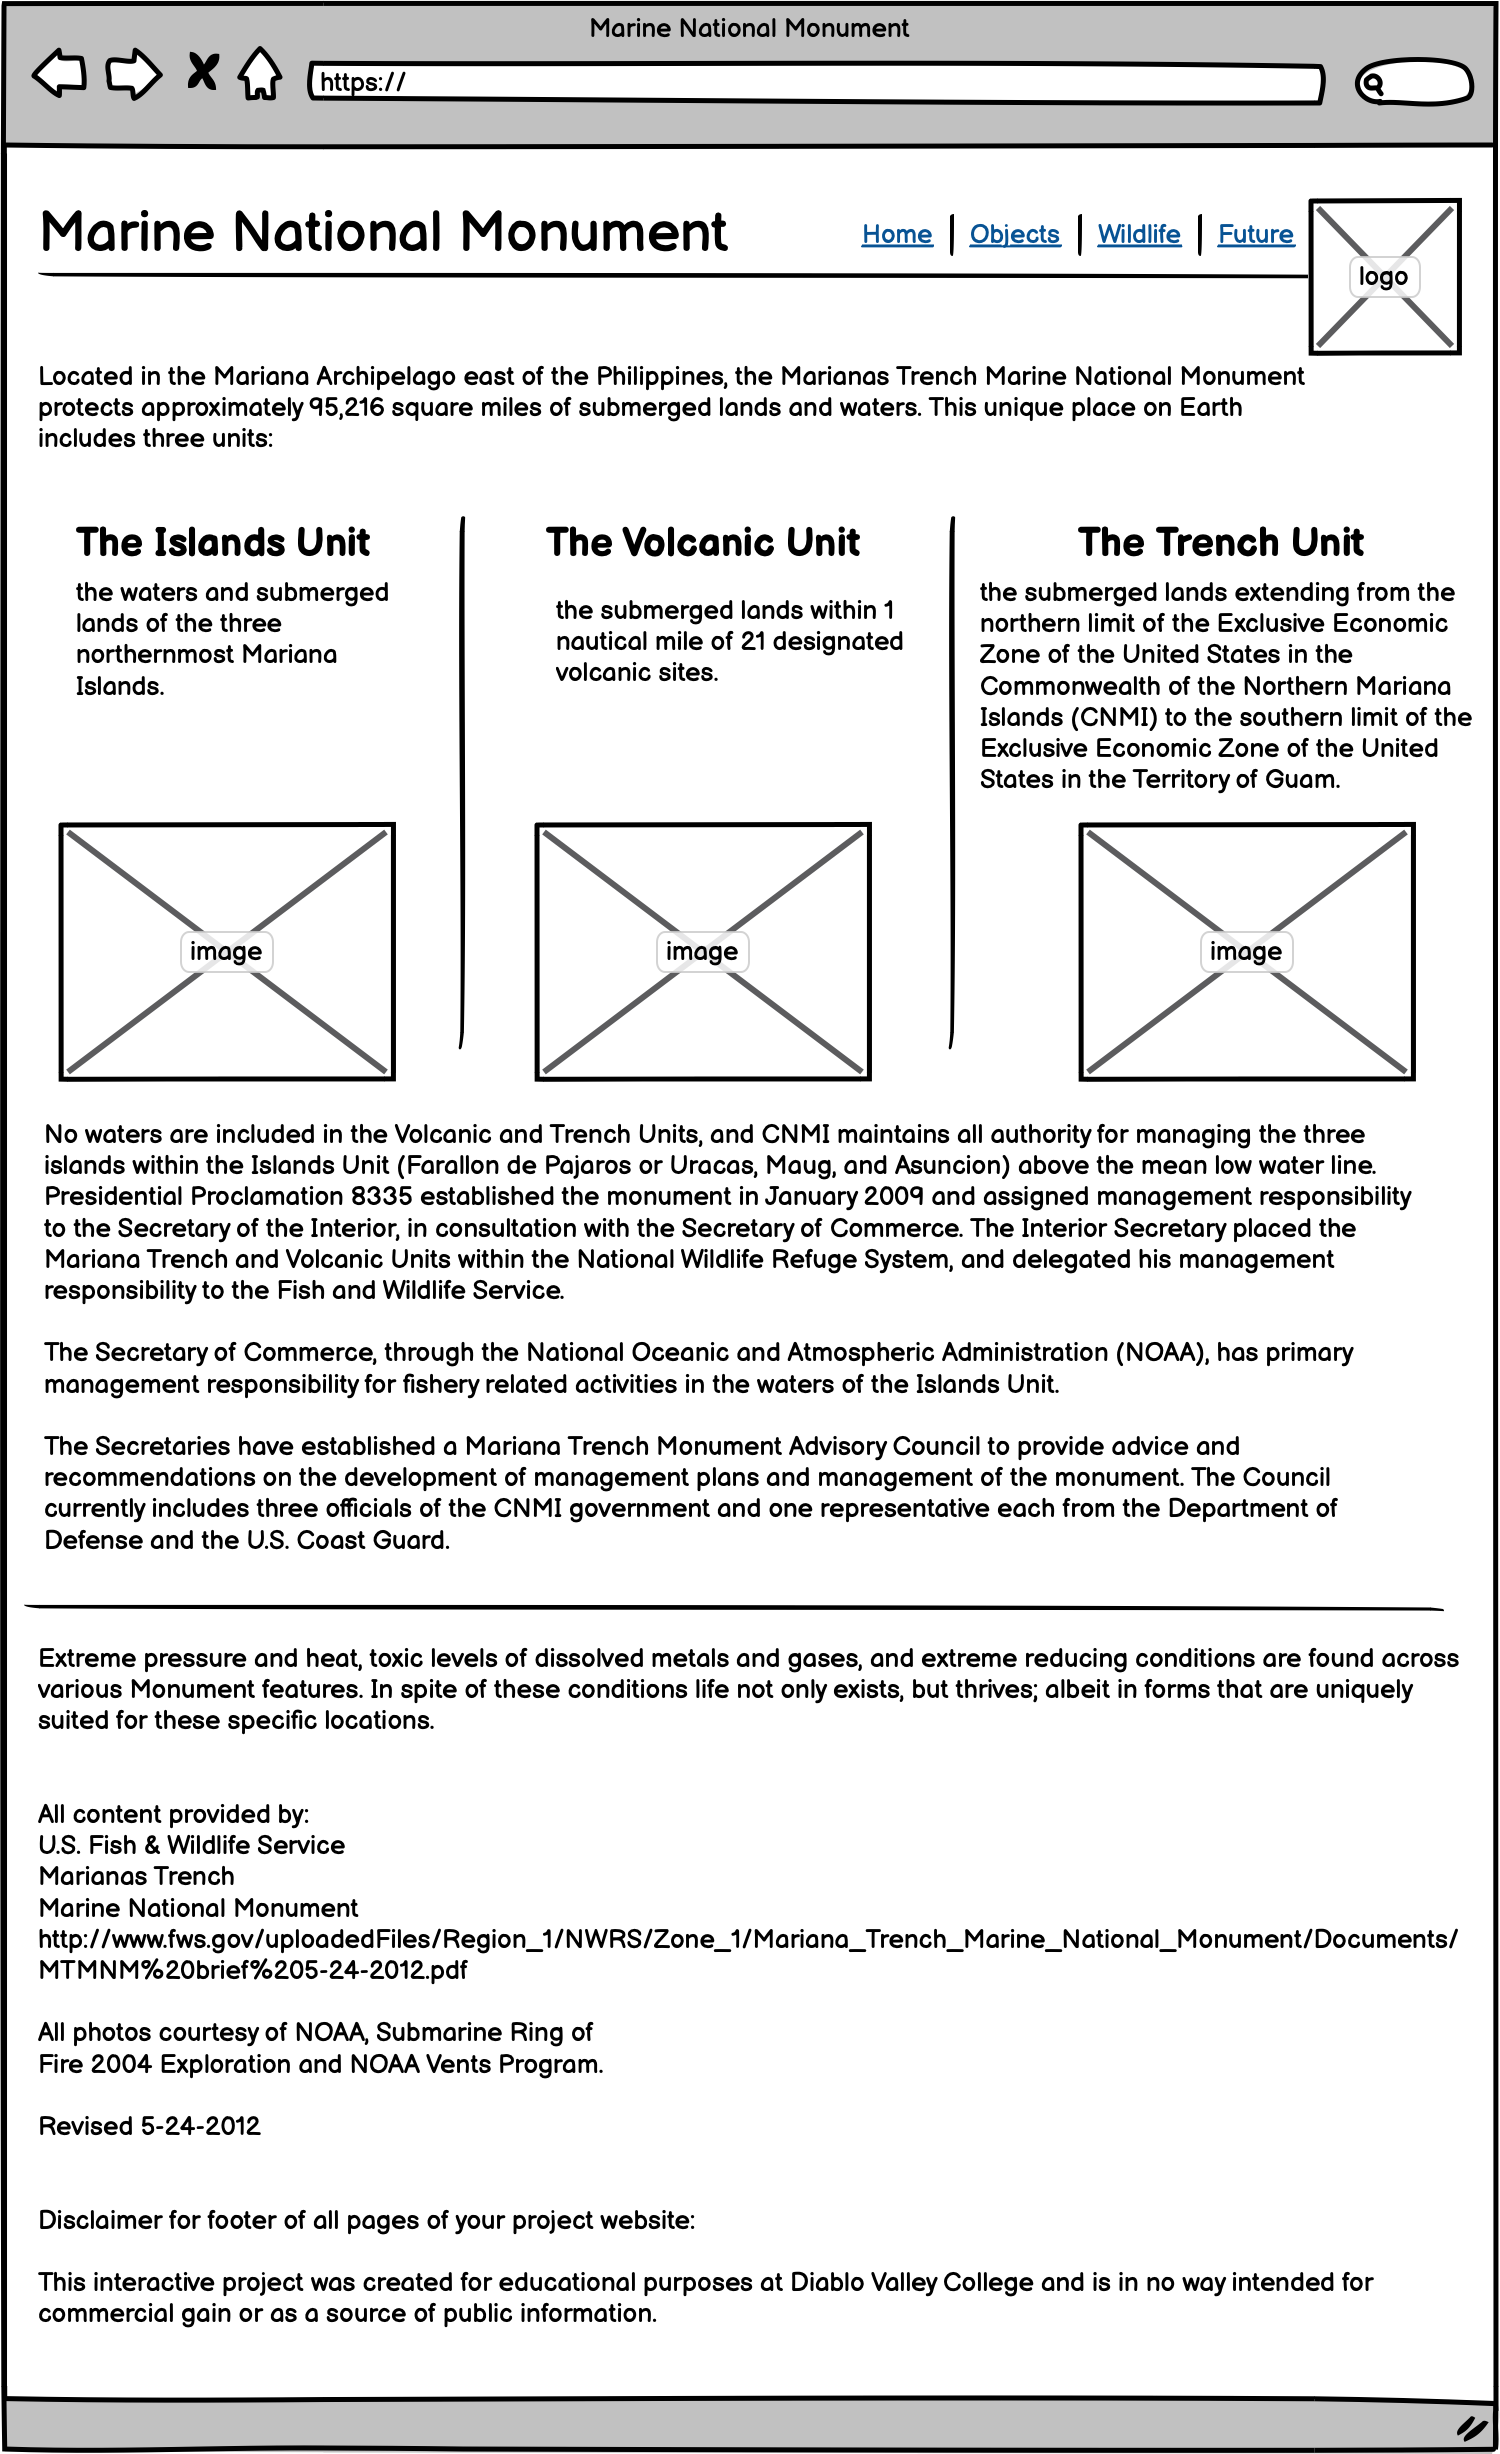 Marine National Monument
https://
Marine National Monument
Home
Objects
Wildlife
Future
logo
Located in the Mariana Archipelago east of the Philippines, the Marianas Trench Marine National Monument
protects approximately 95,216 square miles of submerged lands and waters. This unique place on Earth
includes three units:
The Islands Unit
the waters and submerged
lands of the three
northernmost Mariana
Islands.
image
The Volcanic Unit
the submerged lands within 1
nautical mile of 21 designated
volcanic sites.
image
The Trench Unit
the submerged lands extending from the
northern limit of the Exclusive Economic
Zone of the United States in the
Commonwealth of the Northern Mariana
Islands (CNMI) to the southern limit of the
Exclusive Economic Zone of the United
States in the Territory of Guam.
image
No waters are included in the Volcanic and Trench Units, and CNMI maintains all authority for managing the three
islands within the Islands Unit (Farallon de Pajaros or Uracas, Maug, and Asuncion) above the mean low water line.
Presidential Proclamation 8335 established the monument in January 2009 and assigned management responsibility
to the Secretary of the Interior, in consultation with the Secretary of Commerce. The Interior Secretary placed the
Mariana Trench and Volcanic Units within the National Wildlife Refuge System, and delegated his management
responsibility to the Fish and Wildlife Service.
The Secretary of Commerce, through the National Oceanic and Atmospheric Administration (NOAA), has primary
management responsibility for fishery related activities in the waters of the Islands Unit.
The Secretaries have established a Mariana Trench Monument Advisory Council to provide advice and
recommendations on the development of management plans and management of the monument. The Council
currently includes three officials of the CNMI government and one representative each from the Department of
Defense and the U.S. Coast Guard.
Extreme pressure and heat, toxic levels of dissolved metals and gases, and extreme reducing conditions are found across
various Monument features. In spite of these conditions life not only exists, but thrives; albeit in forms that are uniquely
suited for these specific locations.
All content provided by:
U.S. Fish & Wildlife Service
Marianas Trench
Marine National Monument
http://www.fws.gov/uploadedFiles/Region_1/NWRS/Zone_1/Mariana_Trench_Marine_National_Monument/Documents/
MTMNM%20brief%205-24-2012.pdf
All photos courtesy of NOAA, Submarine Ring of
Fire 2004 Exploration and NOAA Vents Program.
Revised 5-24-2012
Disclaimer for footer of all pages of your project website:
This interactive project was created for educational purposes at Diablo Valley College and is in no way intended for
commercial gain or as a source of public information.